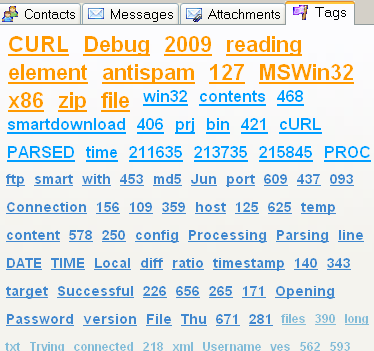 Contacts Messages Attachments Tags
CURL Debug 2009 reading
element antispam 127 MSWin32
x86 zip file win32 contents 468
smartdownload 406 prj bin 421 cURL
PARSED time 211635 213735 215845 PROC
ftp smart with 453 md5 Jun port 609 437 093
Connection 156 109 359 host 125 625 temp
content 578 250 config Processing Parsing line
DATE TIME Local diff ratio timestamp 140 343
target Successful 226 656 265 171 Opening
Password version File Thu 671 281 files 390 long
txt Trying connected 218 xml Username yes 562 593